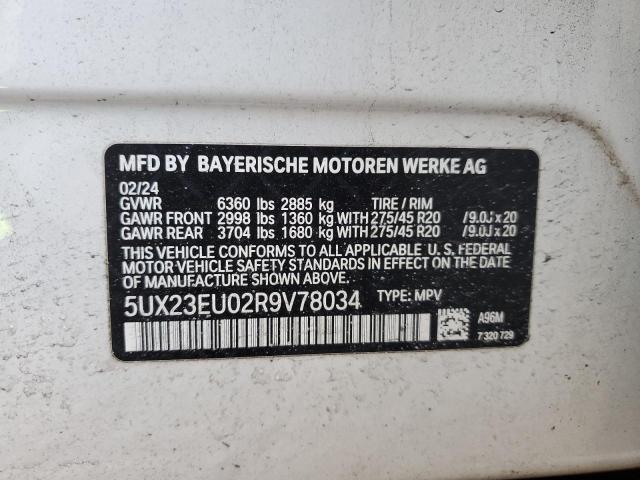 MFD BY BAYERISCHE MOTOREN WERKE AG
02/24
GVWR 6360 lbs 2885 kg TIRE / RIM
GAWR FRONT 2998 lbs 1360 kg WITH 275/45 R20 / 9.0J x 20
GAWR REAR 3704 lbs 1680 kg WITH 275/45 R20 / 9.0J x 20
THIS VEHICLE CONFORMS TO ALL APPLICABLE U. S. FEDERAL
MOTOR VEHICLE SAFETY STANDARDS IN EFFECT ON THE DATE
OF MANUFACTURE SHOWN ABOVE.
5UX23EU02R9V78034 TYPE: MPV
A96M
7 320 729